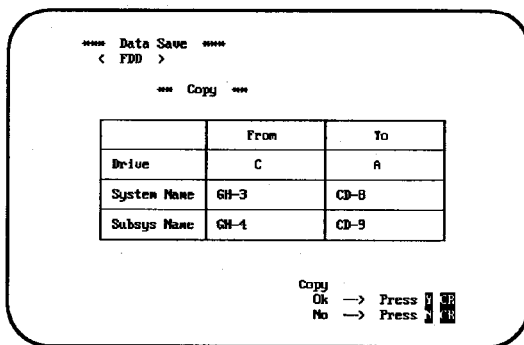 **** Data Save ****
< FDD >
** Copy **
From To
Drive C A
System Name GH-3 CD-8
Subsys Name GH-4 CD-9
Copy
Ok —> Press Y CR
No —> Press N CR